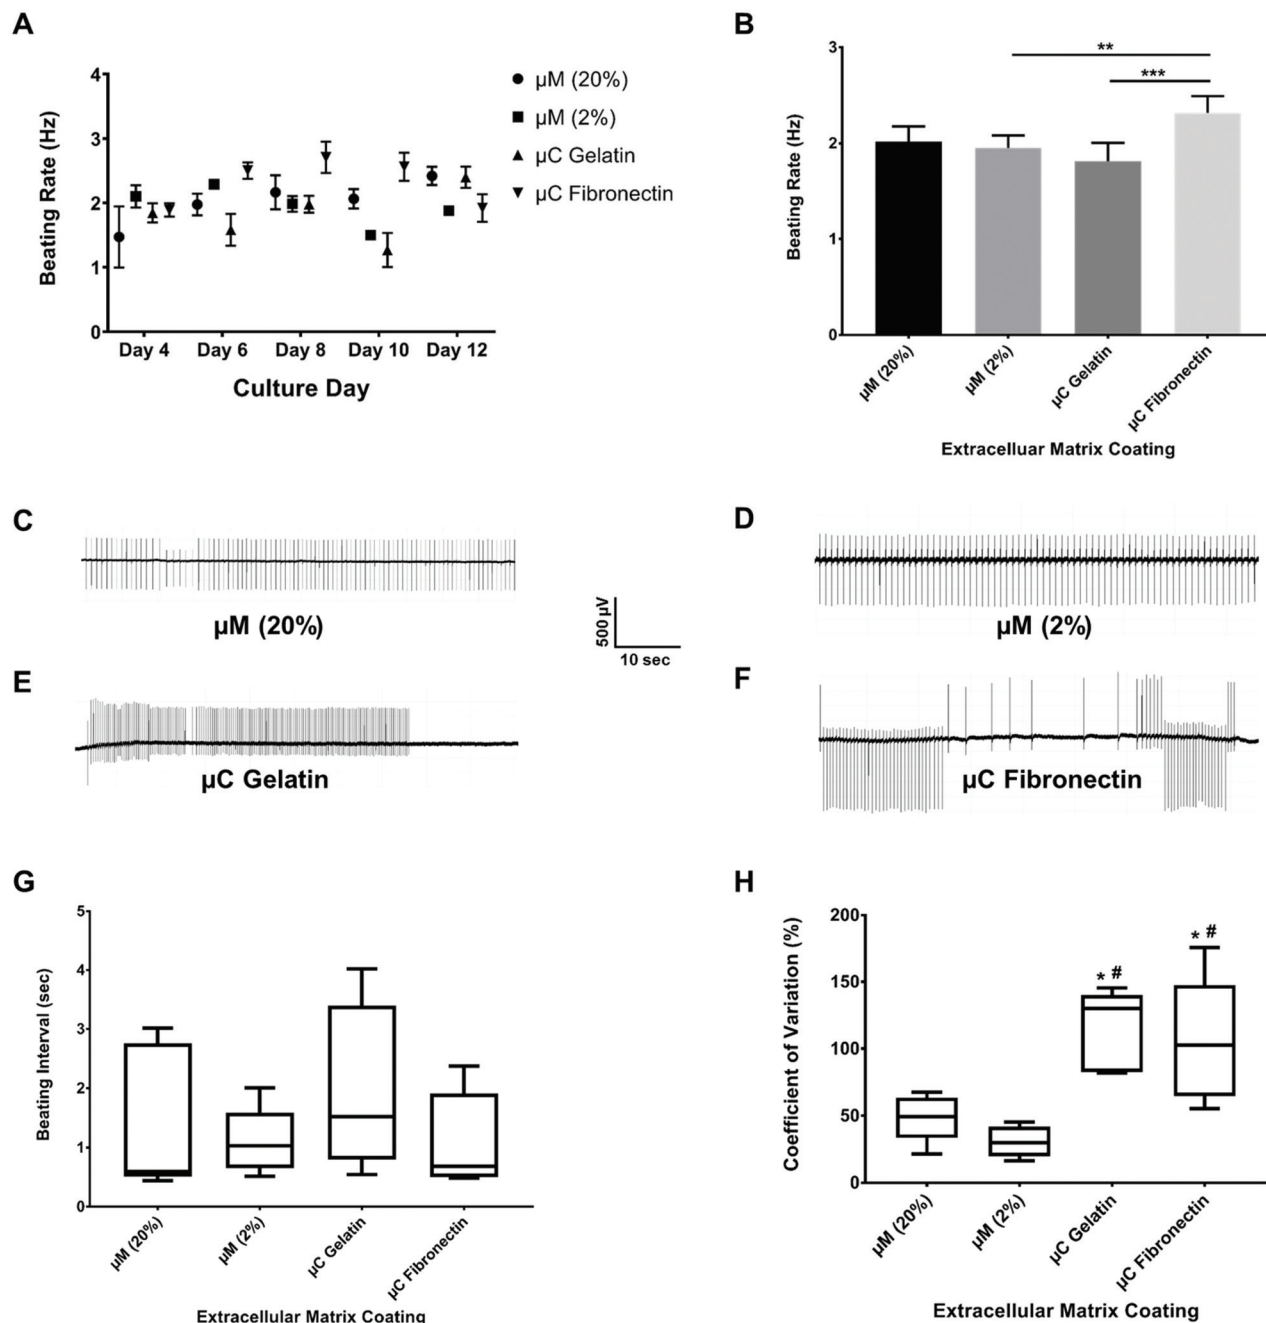 A
Beating Rate (Hz)
4
3
2
1
0
Day 4 Day 6 Day 8 Day 10 Day 12
Culture Day
µM (20%)
µM (2%)
µC Gelatin
µC Fibronectin
B
Beating Rate (Hz)
3
2
1
0
**
***
µM (20%)
µM (2%)
µC Gelatin
µC Fibronectin
Extracelluar Matrix Coating
C
µM (20%)
500 µV
10 sec
D
µM (2%)
E
µC Gelatin
F
µC Fibronectin
G
Beating Interval (sec)
5
4
3
2
1
0
µM (20%)
µM (2%)
µC Gelatin
µC Fibronectin
Extracellular Matrix Coating
H
Coefficient of Variation (%)
200
150
100
50
0
* #
* #
µM (20%)
µM (2%)
µC Gelatin
µC Fibronectin
Extracellular Matrix Coating